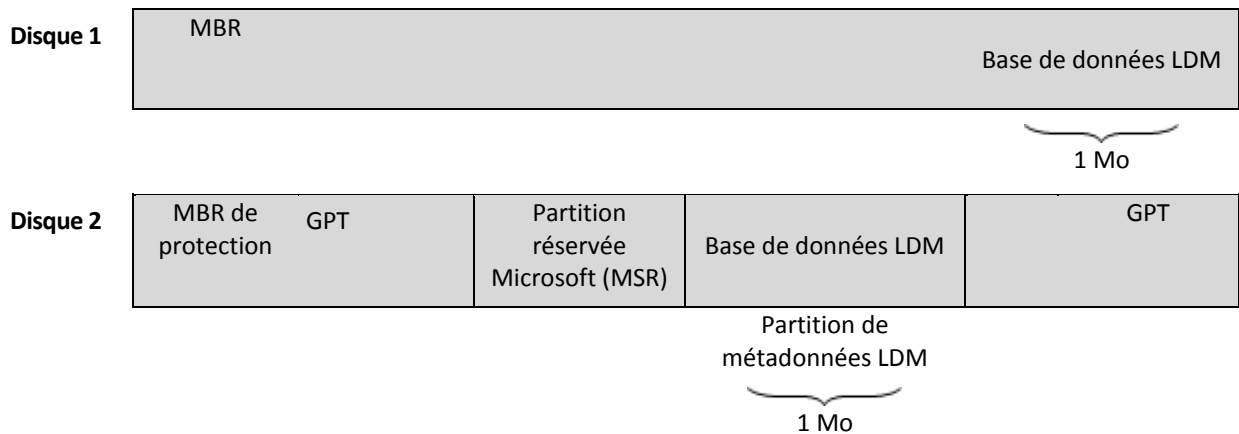 Disque 1
MBR
Base de données LDM
1 Mo
Disque 2
MBR de
protection
GPT
Partition
réservée
Microsoft (MSR)
Base de données LDM
GPT
Partition de
métadonnées LDM
1 Mo